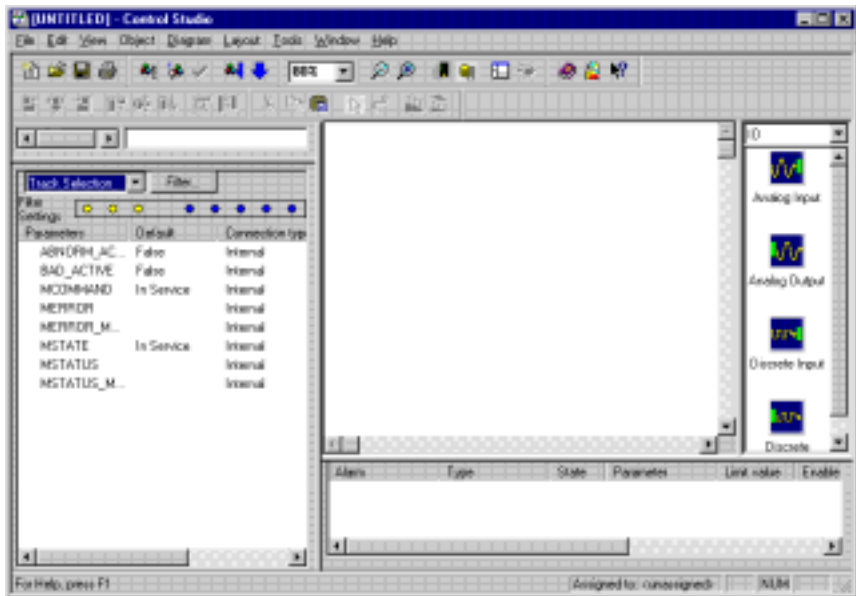 [UNTITLED] - Control Studio
File Edit View Object Diagram Layout Tools Window Help
88%
IO
Track Selection Filter...
Filter Settings
Parameters Default Connection typ
ABNORM_AC... False Internal
BAD_ACTIVE False Internal
MCOMMAND In Service Internal
MERROR Internal
MERROR_M... Internal
MSTATE In Service Internal
MSTATUS Internal
MSTATUS_M... Internal
Analog Input
Analog Output
Discrete Input
Discrete
Alarm Type State Parameter Limit value Enable
For Help, press F1 Assigned to: <unassigned> NUM